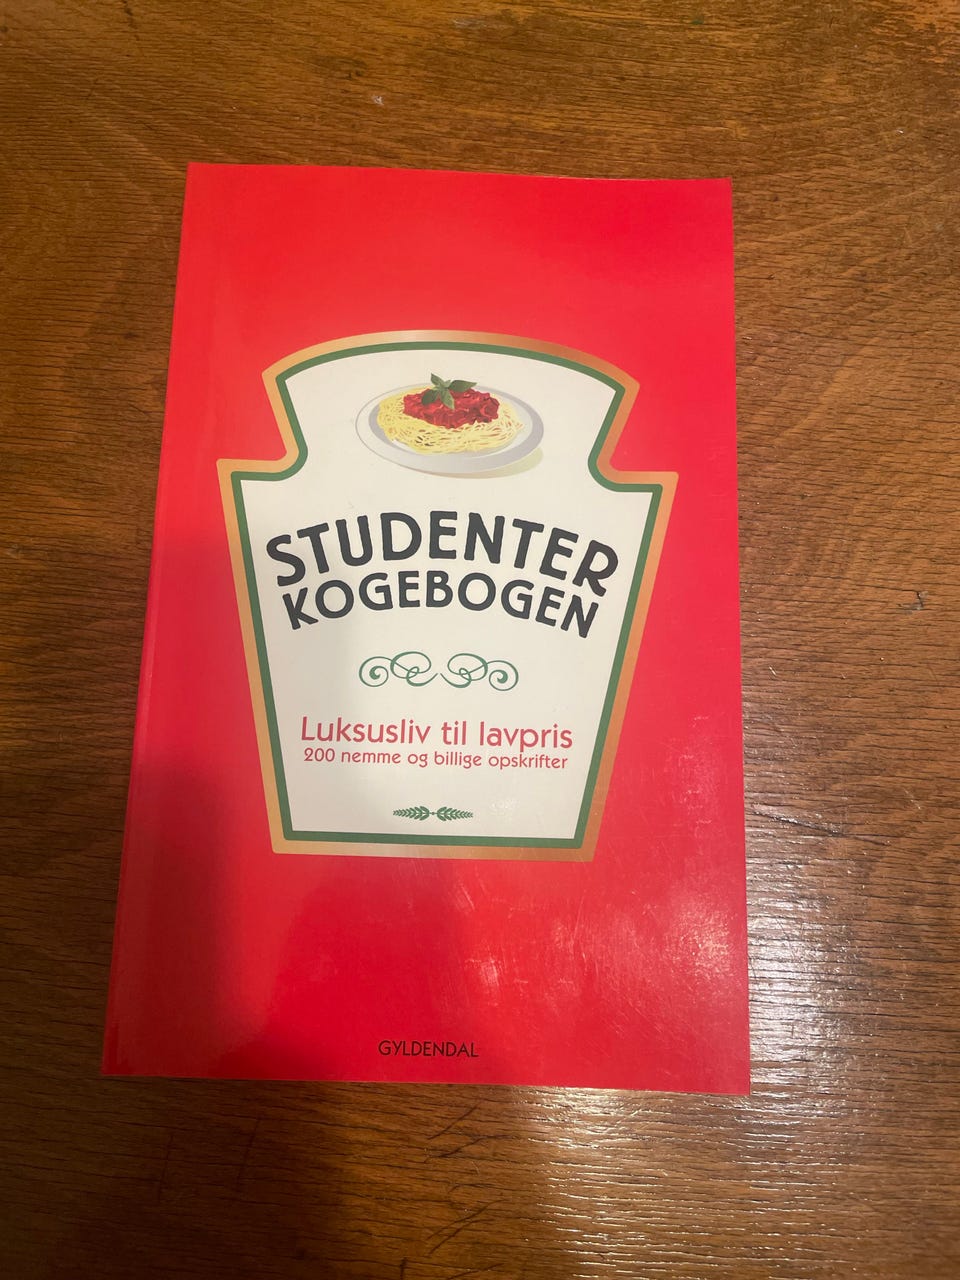 STUDENTER
KOGEBOGEN
Luksusliv til lavpris
200 nemme og billige opskrifter
GYLDENDAL